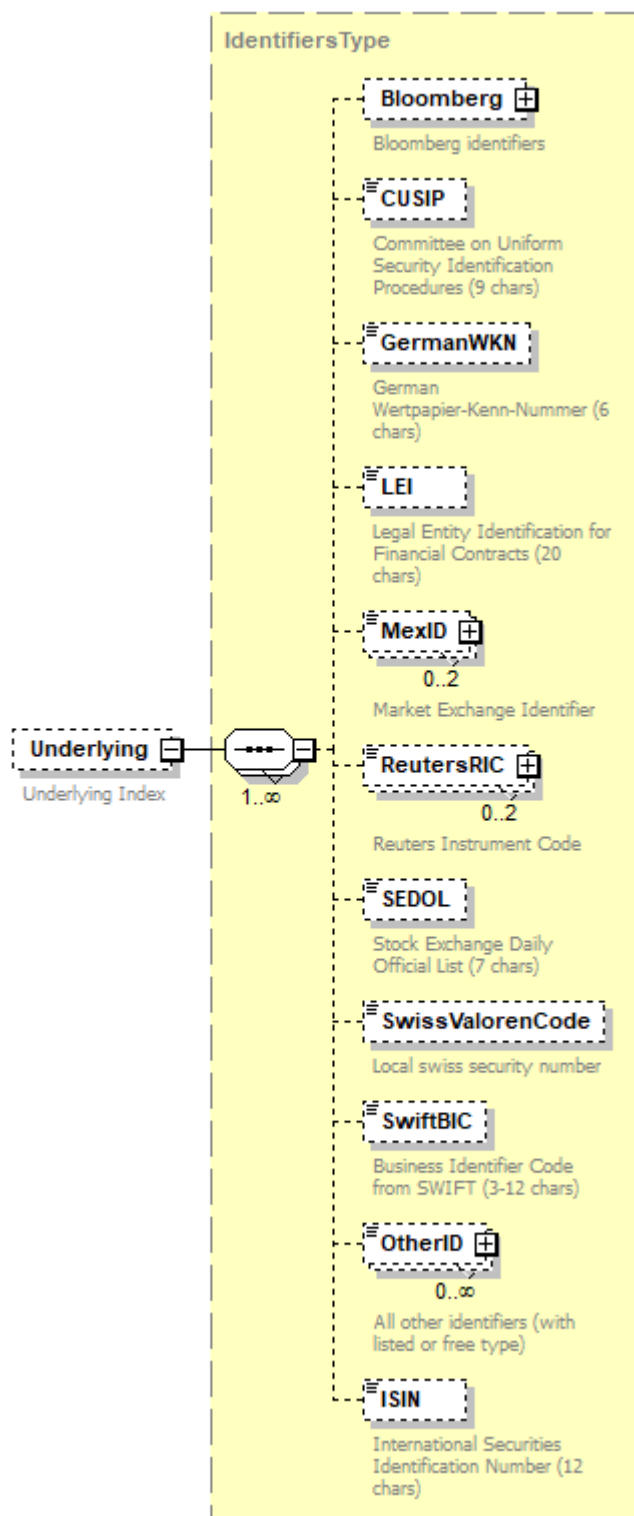 IdentifiersType
Bloomberg
Bloomberg identifiers
CUSIP
Committee on Uniform
Security Identification
Procedures (9 chars)
GermanWKN
German
Wertpapier-Kenn-Nummer (6
chars)
LEI
Legal Entity Identification for
Financial Contracts (20
chars)
MexID
0..2
Market Exchange Identifier
Underlying
Underlying Index
1..∞
ReutersRIC
0..2
Reuters Instrument Code
SEDOL
Stock Exchange Daily
Official List (7 chars)
SwissValorenCode
Local swiss security number
SwiftBIC
Business Identifier Code
from SWIFT (3-12 chars)
OtherID
0..∞
All other identifiers (with
listed or free type)
ISIN
International Securities
Identification Number (12
chars)